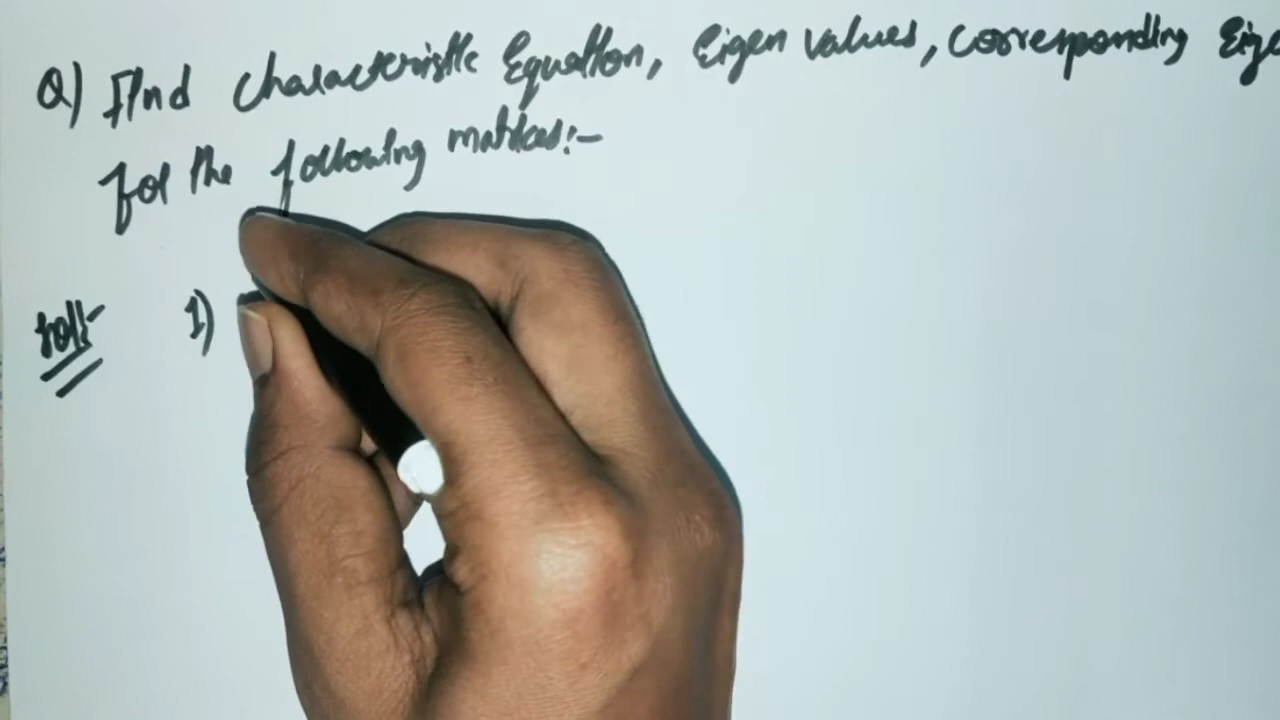 Q) Find characteristic Equation, Eigen values, corresponding Eige
for the following matrices:-
Sol:- 1)